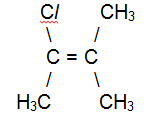 Cl CH₃
\ /
C = C
/ \
H₃C CH₃